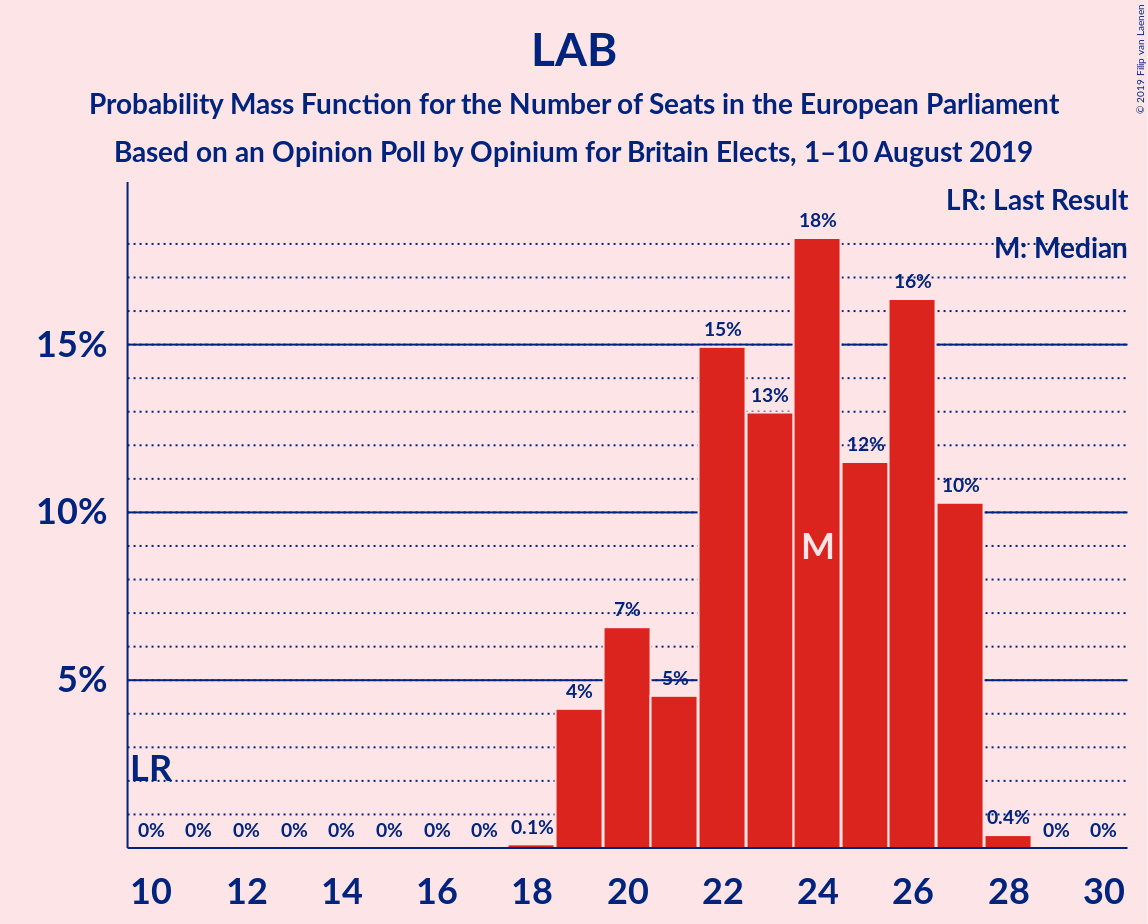 LAB
Probability Mass Function for the Number of Seats in the European Parliament
Based on an Opinion Poll by Opinium for Britain Elects, 1–10 August 2019
© 2019 Filip van Laenen
LR: Last Result
M: Median
15%
10%
5%
18%
16%
15%
13%
12%
10%
7%
5%
4%
M
LR
0% 0% 0% 0% 0% 0% 0% 0% 0.1% 0.4% 0% 0%
10 12 14 16 18 20 22 24 26 28 30